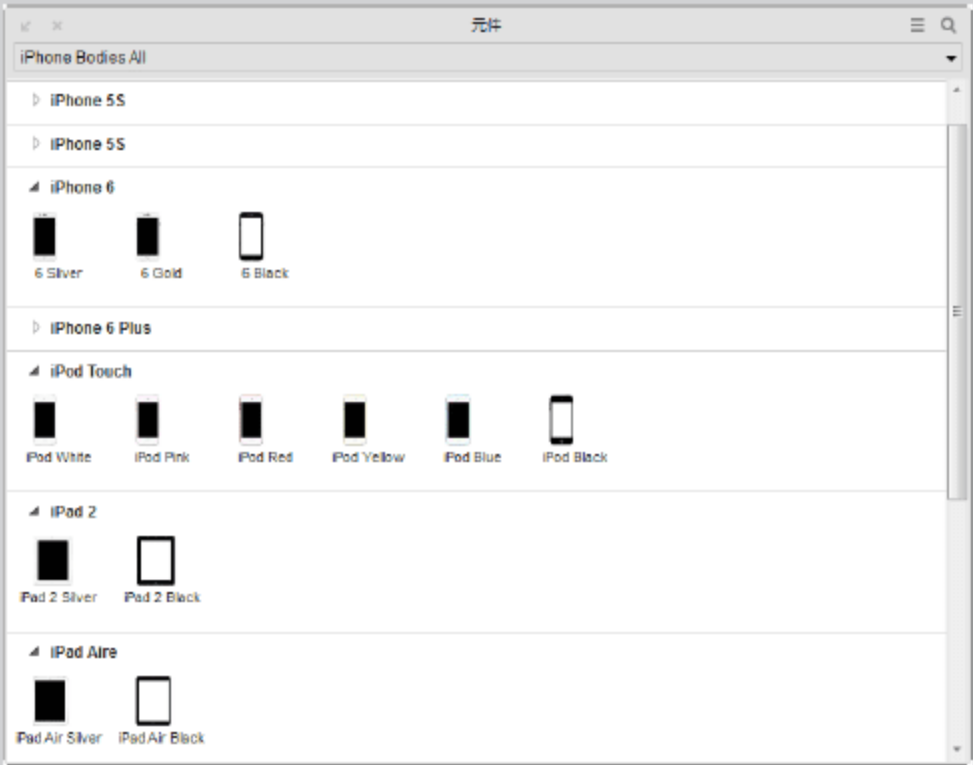 元件
iPhone Bodies All
iPhone 5S
iPhone 5S
iPhone 6
6 Silver 6 Gold 6 Black
iPhone 6 Plus
iPod Touch
iPod White iPod Pink iPod Red iPod Yellow iPod Blue iPod Black
iPad 2
iPad 2 Silver iPad 2 Black
iPad Aire
iPad Air Silver iPad Air Black